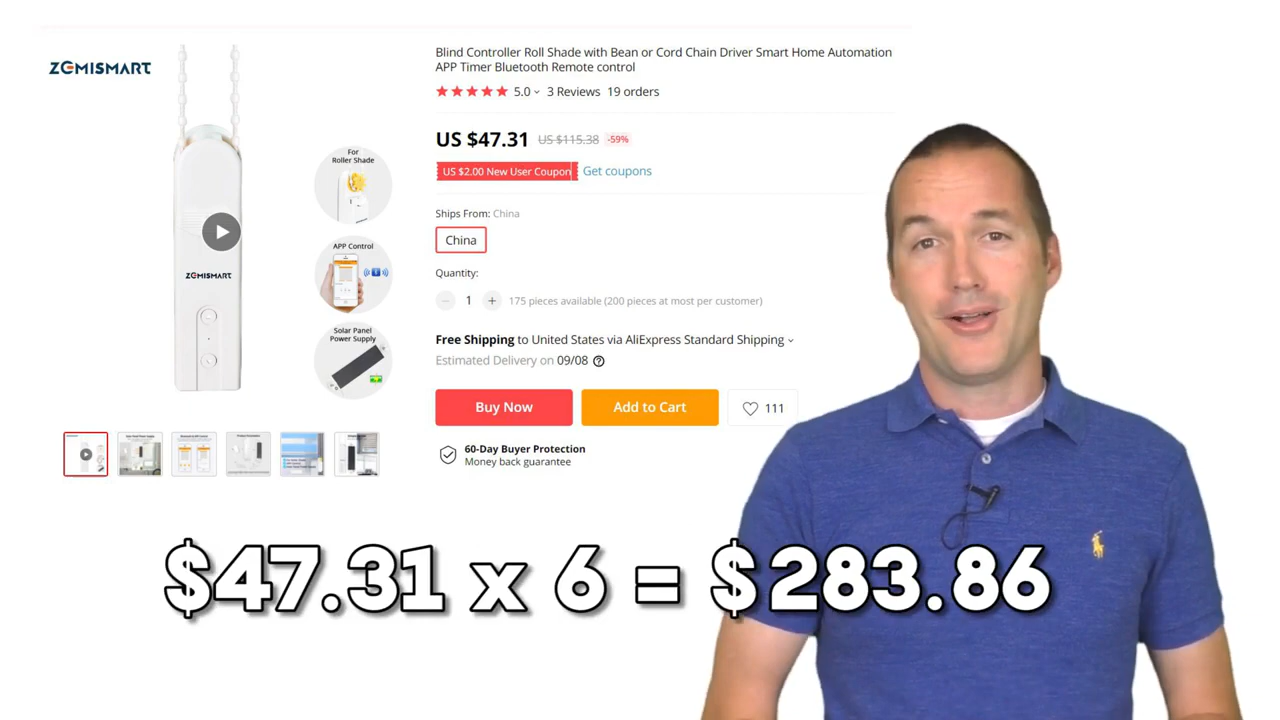 ZEMISMART
For
Roller Shade
APP Control
Solar Panel
Power Supply
ZEMISMART
Blind Controller Roll Shade with Bean or Cord Chain Driver Smart Home Automation
APP Timer Bluetooth Remote control
5.0 3 Reviews 19 orders
US $47.31 US $115.38 -59%
US $2.00 New User Coupon Get coupons
Ships From: China
China
Quantity:
1 175 pieces available (200 pieces at most per customer)
Free Shipping to United States via AliExpress Standard Shipping
Estimated Delivery on 09/08
Buy Now Add to Cart 111
60-Day Buyer Protection
Money back guarantee
$47.31 x 6 = $283.86